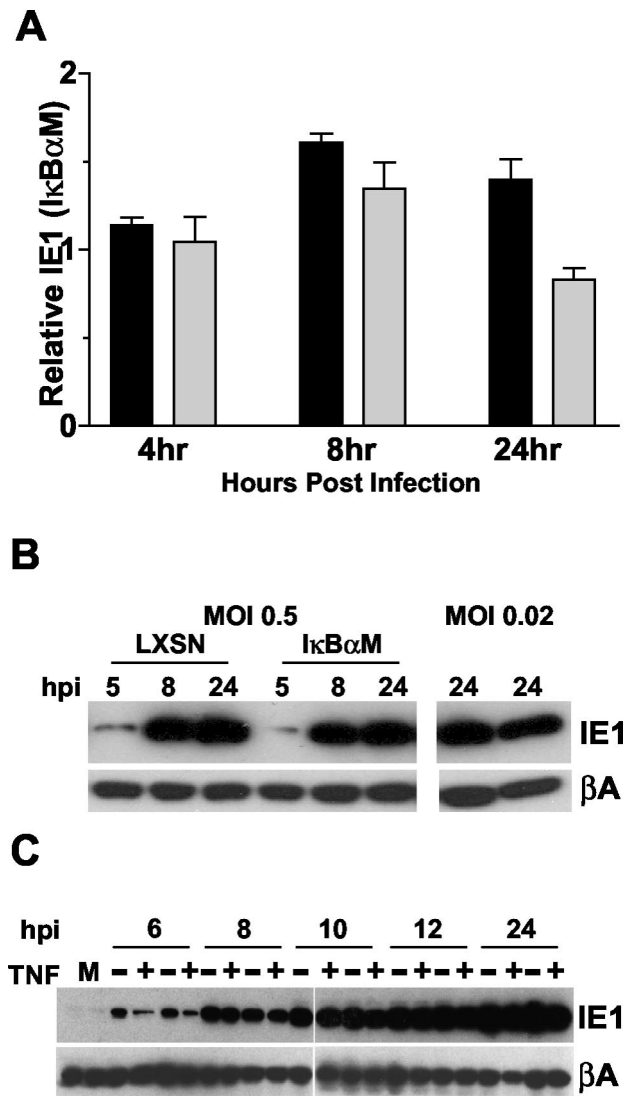 A
Relative IE1 (IκBαM)
2
1
0
4hr 8hr 24hr
Hours Post Infection
B
MOI 0.5 MOI 0.02
LXSN IκBαM
hpi 5 8 24 5 8 24 24 24
IE1
βA
C
hpi 6 8 10 12 24
TNF M − + − + − + − + − + − + − + − + − + − +
IE1
βA